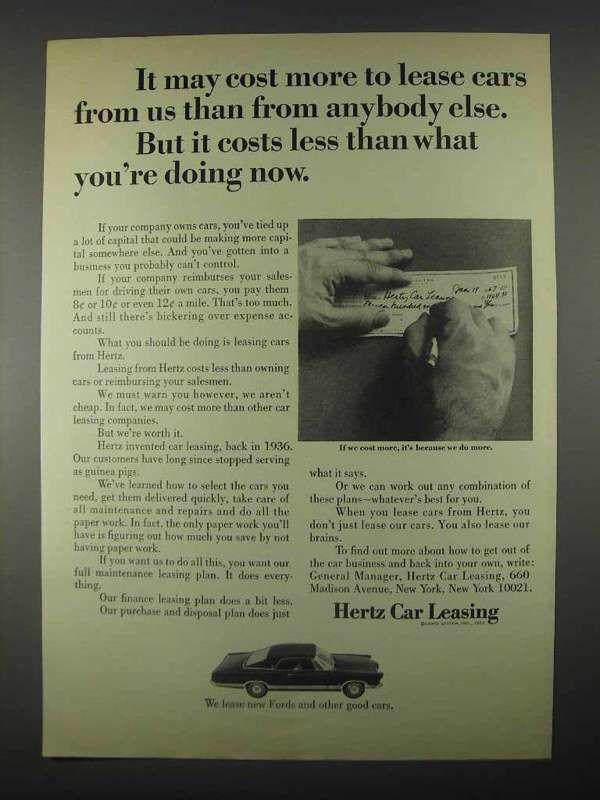 It may cost more to lease cars
from us than from anybody else.
But it costs less than what
you're doing now.
If your company owns cars, you've tied up
a lot of capital that could be making more capi-
tal somewhere else. And you've gotten into a
business you probably can't control.
If your company reimburses your sales-
men for driving their own cars, you pay them
8¢ or 10¢ or even 12¢ a mile. That's too much.
And still there's bickering over expense ac-
counts.
What you should be doing is leasing cars
from Hertz.
Leasing from Hertz costs less than owning
cars or reimbursing your salesmen.
We must warn you however, we aren't
cheap. In fact, we may cost more than other car
leasing companies.
But we're worth it.
Hertz invented car leasing, back in 1936.
Our customers have long since stopped serving
as guinea pigs.
We've learned how to select the cars you
need, get them delivered quickly, take care of
all maintenance and repairs and do all the
paper work. In fact, the only paper work you'll
have is figuring out how much you save by not
having paper work.
If you want us to do all this, you want our
full maintenance leasing plan. It does every-
thing.
Our finance leasing plan does a bit less.
Our purchase and disposal plan does just
Hertz Car Leasing
If we cost more, it's because we do more.
what it says.
Or we can work out any combination of
these plans—whatever's best for you.
When you lease cars from Hertz, you
don't just lease our cars. You also lease our
brains.
To find out more about how to get out of
the car business and back into your own, write:
General Manager, Hertz Car Leasing, 660
Madison Avenue, New York, New York 10021.
Hertz Car Leasing
We lease new Fords and other good cars.